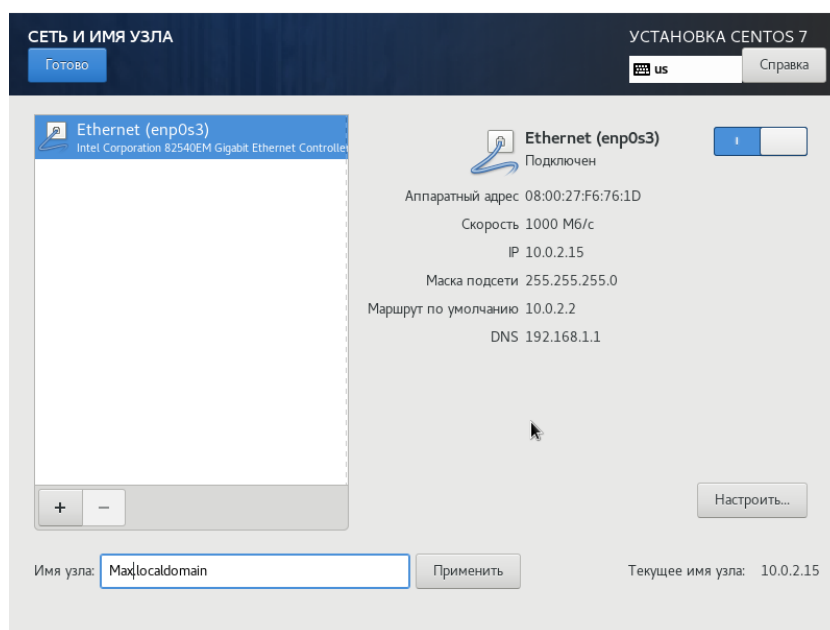 СЕТЬ И ИМЯ УЗЛА
УСТАНОВКА CENTOS 7
Готово
us
Справка
Ethernet (enp0s3)
Intel Corporation 82540EM Gigabit Ethernet Controller
Ethernet (enp0s3)
Подключен
Аппаратный адрес 08:00:27:F6:76:1D
Скорость 1000 Мб/с
IP 10.0.2.15
Маска подсети 255.255.255.0
Маршрут по умолчанию 10.0.2.2
DNS 192.168.1.1
+ −
Настроить...
Имя узла: Max.localdomain
Применить
Текущее имя узла: 10.0.2.15